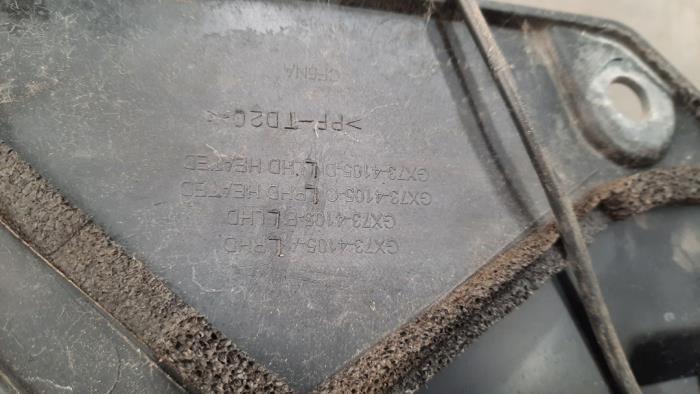 GX73-4105-A L RHD
GX73-4105-B L LHD
GX73-4105-C L RHD HEATED
GX73-4105-D L LHD HEATED
>PP-TD20<